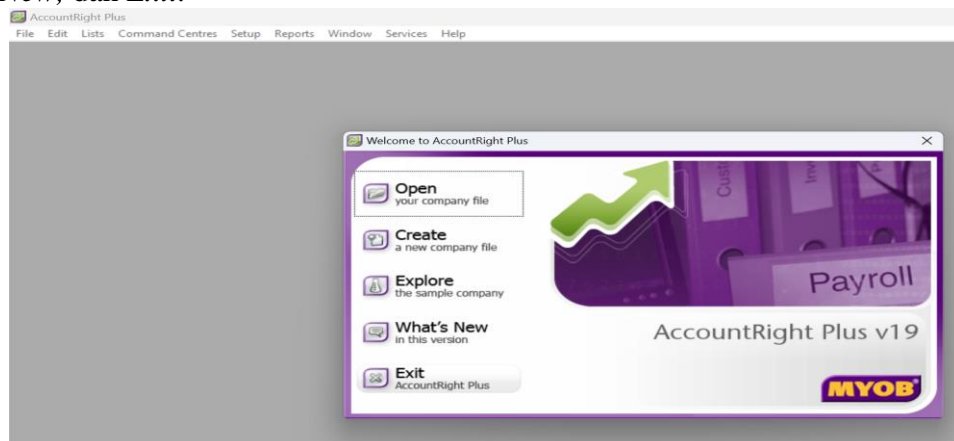 AccountRight Plus
File Edit Lists Command Centres Setup Reports Window Services Help
Welcome to AccountRight Plus
Open
your company file
Create
a new company file
Explore
the sample company
What's New
in this version
Exit
AccountRight Plus
Payroll
AccountRight Plus v19
MYOB